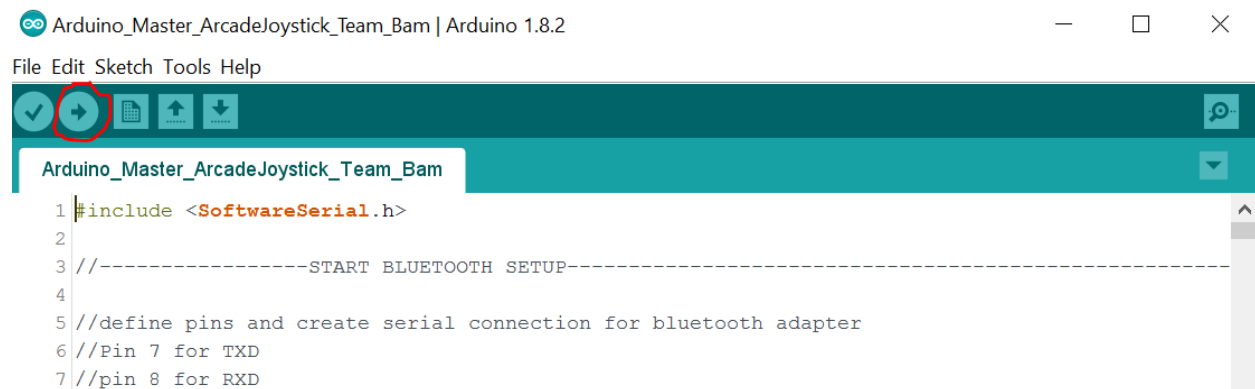 Arduino_Master_ArcadeJoystick_Team_Bam | Arduino 1.8.2
File Edit Sketch Tools Help
Arduino_Master_ArcadeJoystick_Team_Bam
1 #include <SoftwareSerial.h>
2
3 //-----------------START BLUETOOTH SETUP------------------------------------------------------
4
5 //define pins and create serial connection for bluetooth adapter
6 //Pin 7 for TXD
7 //pin 8 for RXD